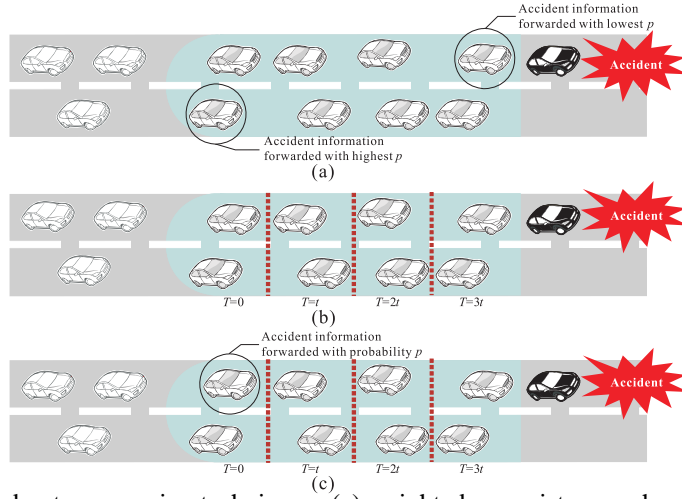 Accident information
forwarded with lowest p
Accident
Accident information
forwarded with highest p
(a)
Accident
T=0 T=t T=2t T=3t
(b)
Accident information
forwarded with probability p
Accident
T=0 T=t T=2t T=3t
(c)